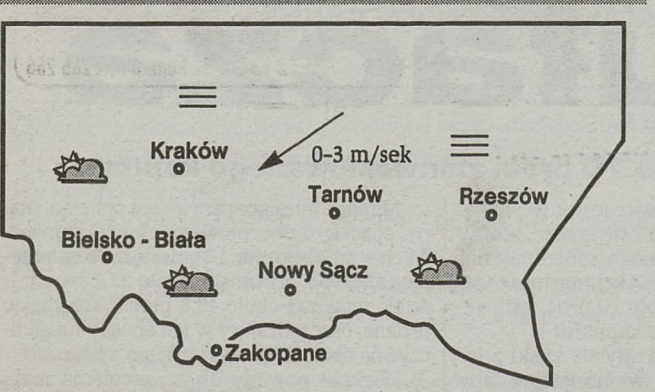 Kraków
0–3 m/sek
Tarnów
Rzeszów
Bielsko - Biała
Nowy Sącz
Zakopane